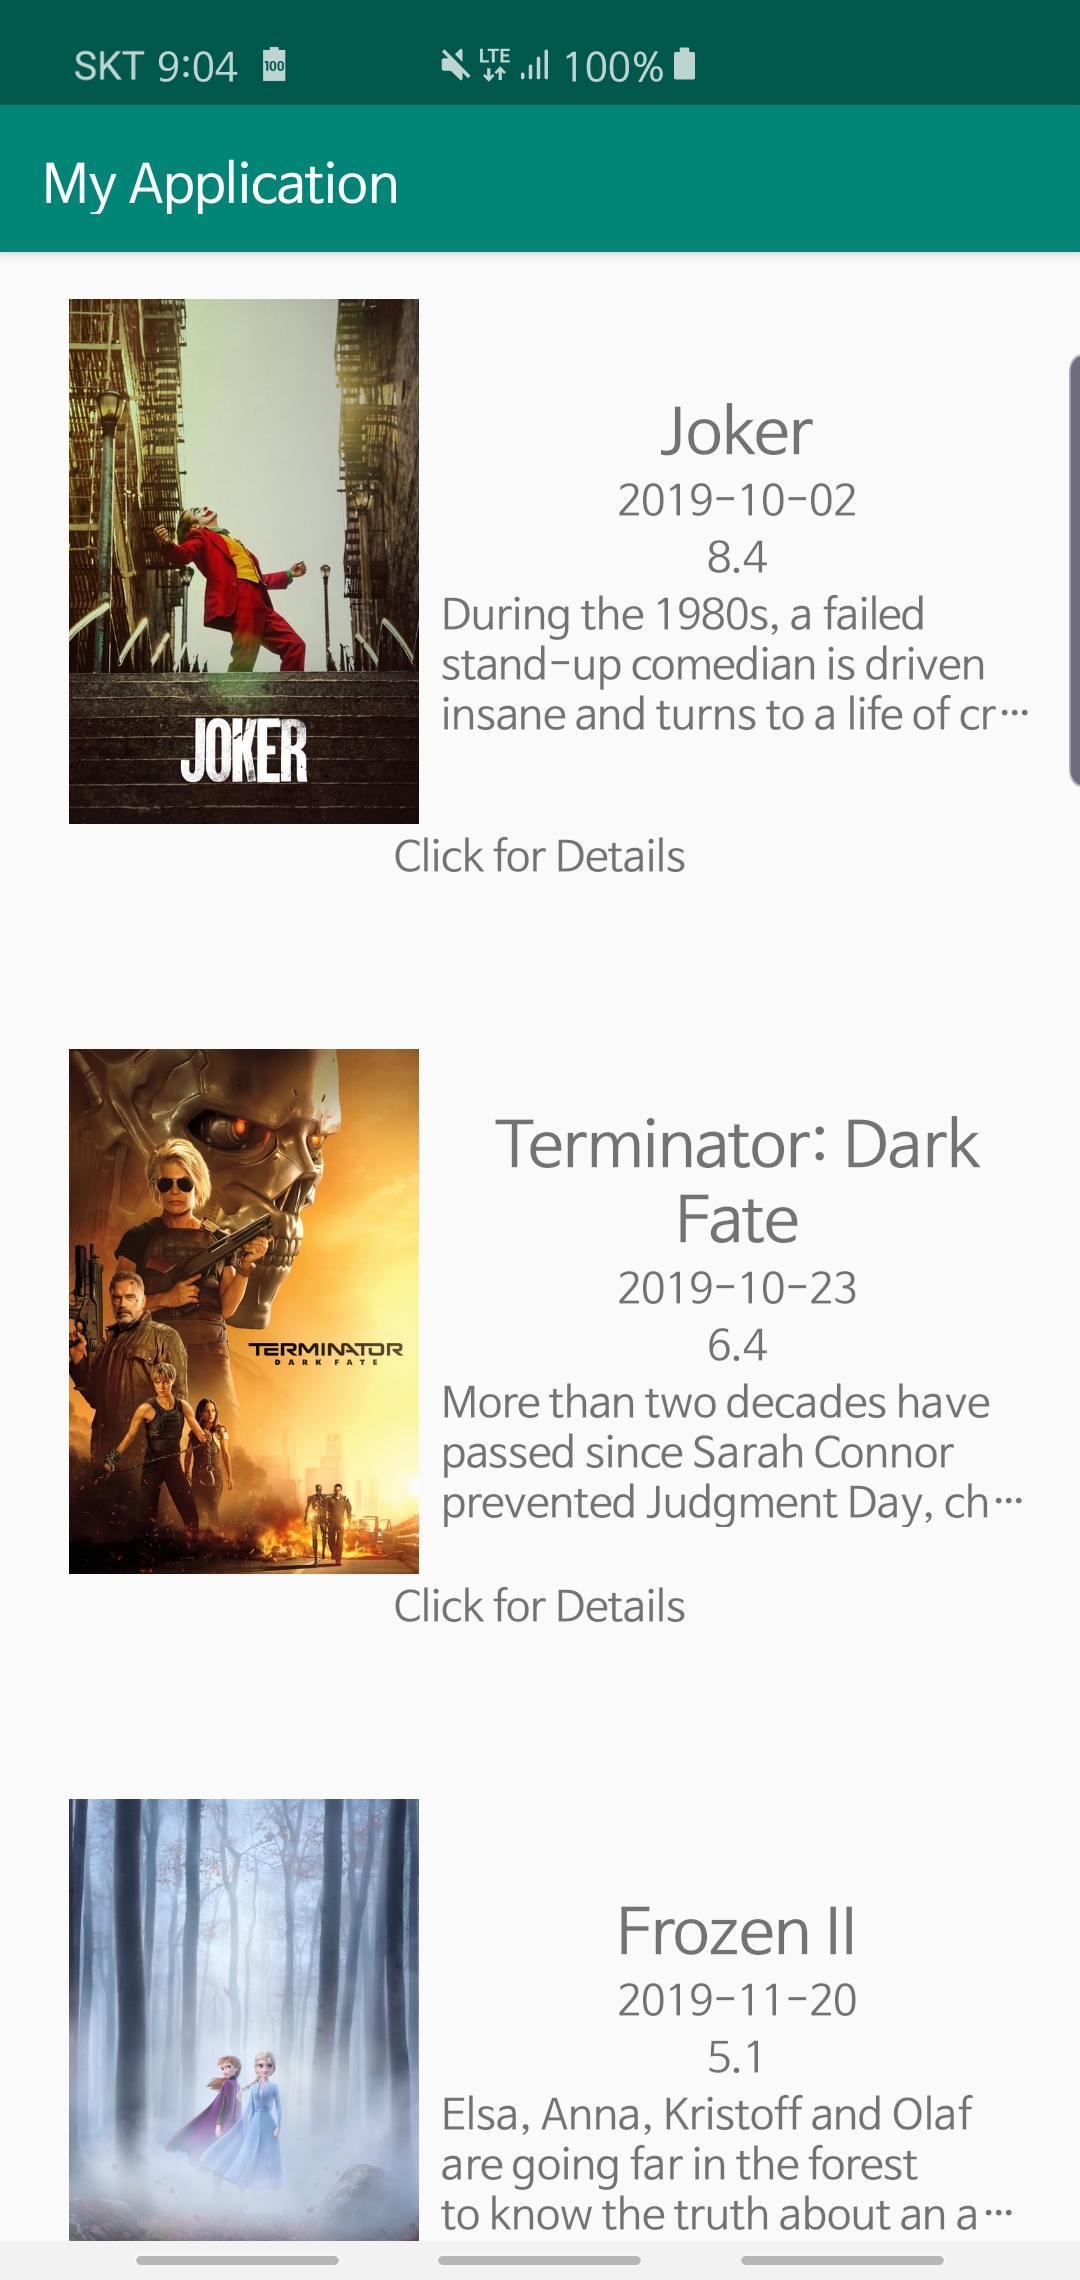 SKT 9:04 100 LTE 100%
My Application
JOKER
Joker
2019-10-02
8.4
During the 1980s, a failed
stand-up comedian is driven
insane and turns to a life of cr…
Click for Details
TERMINATOR
DARK FATE
Terminator: Dark
Fate
2019-10-23
6.4
More than two decades have
passed since Sarah Connor
prevented Judgment Day, ch…
Click for Details
Frozen II
2019-11-20
5.1
Elsa, Anna, Kristoff and Olaf
are going far in the forest
to know the truth about an a…